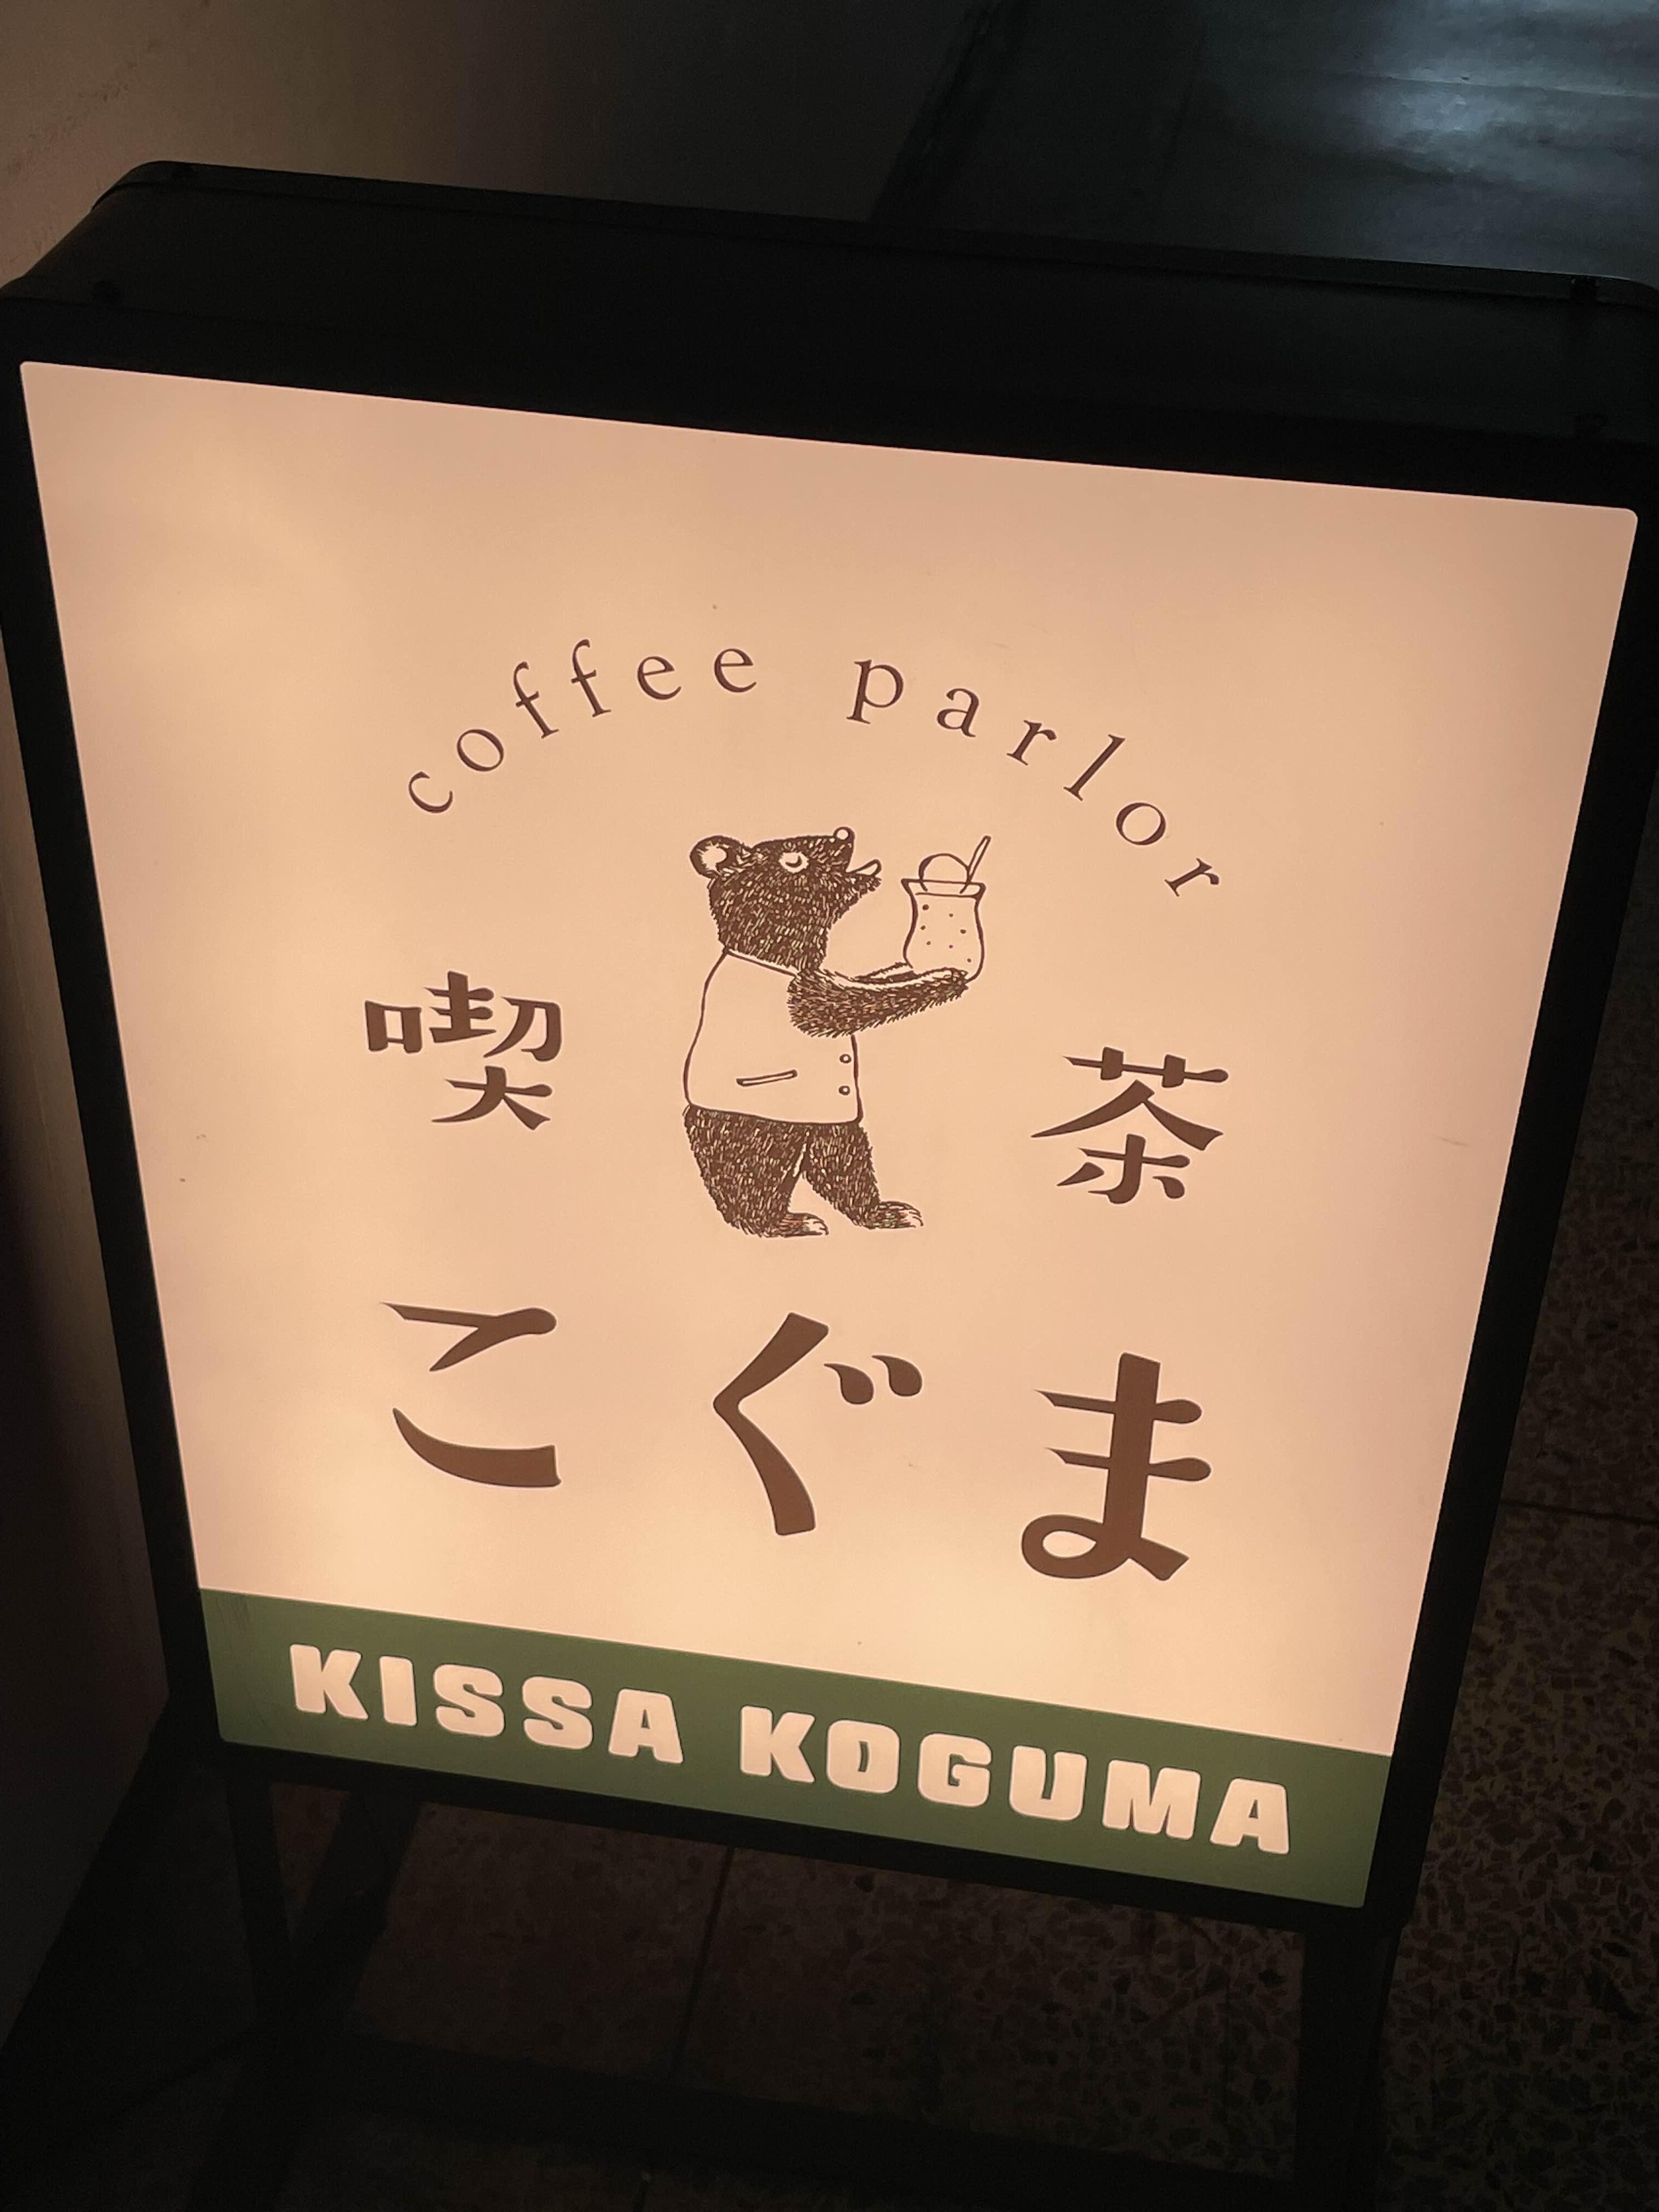 coffee parlor
喫茶
こぐま
KISSA KOGUMA